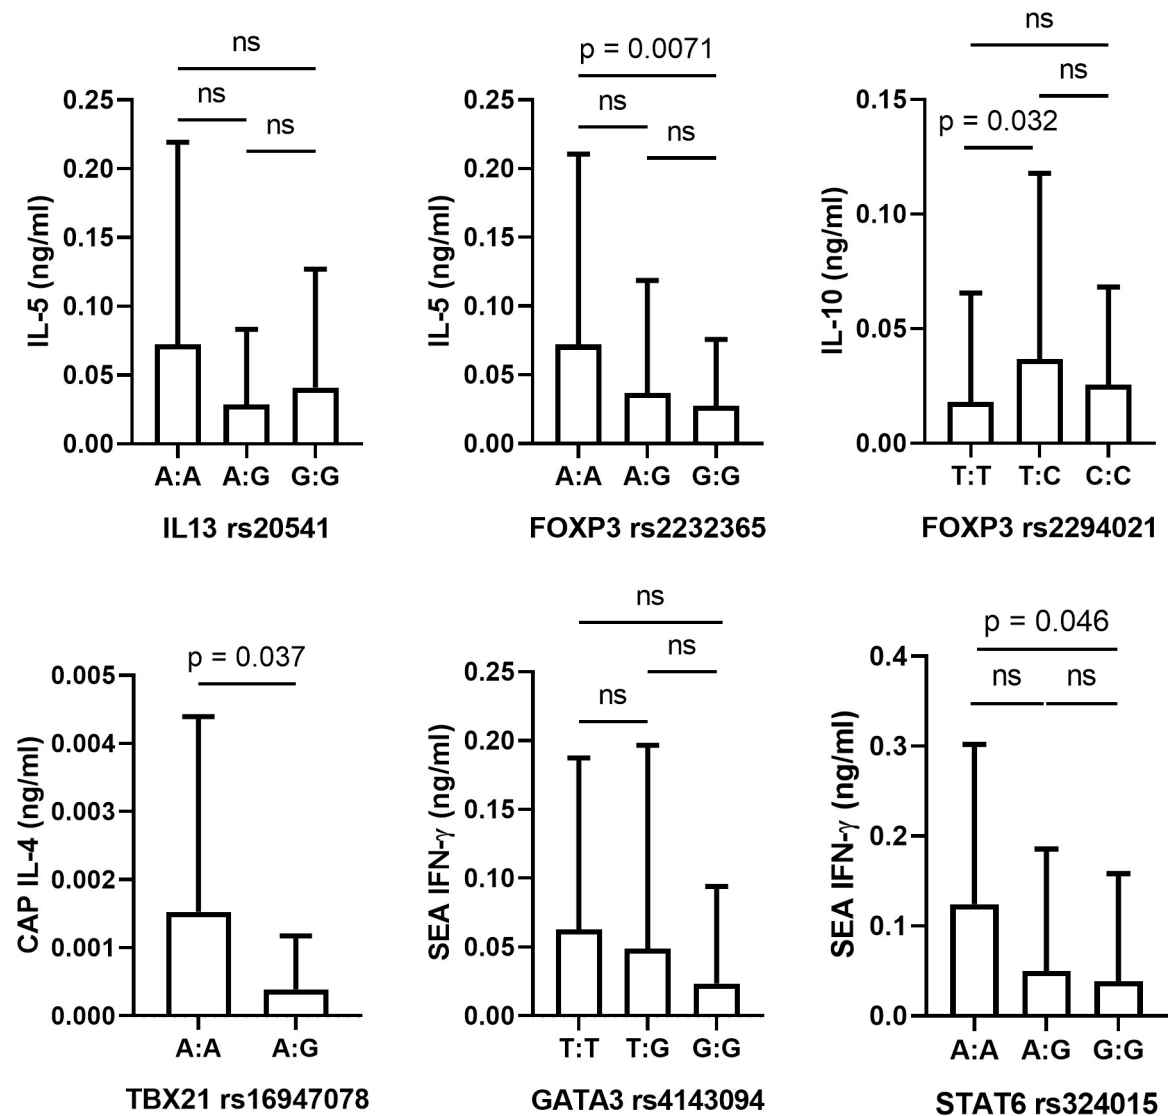 ns
ns
ns
0.25
0.20
0.15
0.10
0.05
0.00
IL-5 (ng/ml)
A:A A:G G:G
IL13 rs20541
p = 0.0071
ns
ns
0.25
0.20
0.15
0.10
0.05
0.00
IL-5 (ng/ml)
A:A A:G G:G
FOXP3 rs2232365
ns
ns
p = 0.032
0.15
0.10
0.05
0.00
IL-10 (ng/ml)
T:T T:C C:C
FOXP3 rs2294021
p = 0.037
0.005
0.004
0.003
0.002
0.001
0.000
CAP IL-4 (ng/ml)
A:A A:G
TBX21 rs16947078
ns
ns
ns
0.25
0.20
0.15
0.10
0.05
0.00
SEA IFN-γ (ng/ml)
T:T T:G G:G
GATA3 rs4143094
p = 0.046
ns ns
0.4
0.3
0.2
0.1
0.0
SEA IFN-γ (ng/ml)
A:A A:G G:G
STAT6 rs324015